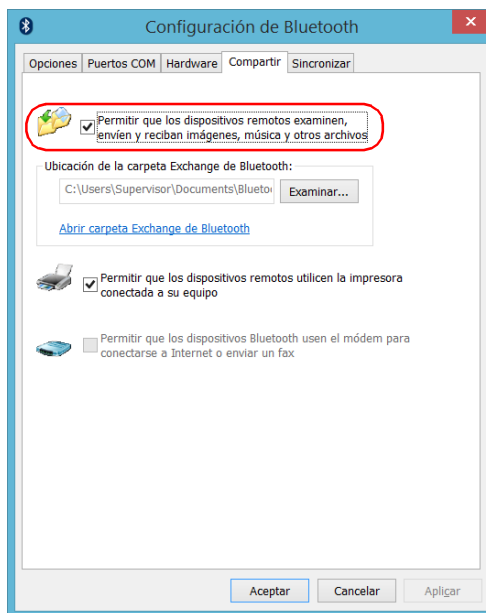 Configuración de Bluetooth
Opciones Puertos COM Hardware Compartir Sincronizar
Permitir que los dispositivos remotos examinen,
envíen y reciban imágenes, música y otros archivos
Ubicación de la carpeta Exchange de Bluetooth:
C:\Users\Supervisor\Documents\Blueto
Examinar...
Abrir carpeta Exchange de Bluetooth
Permitir que los dispositivos remotos utilicen la impresora
conectada a su equipo
Permitir que los dispositivos Bluetooth usen el módem para
conectarse a Internet o enviar un fax
Aceptar Cancelar Aplicar